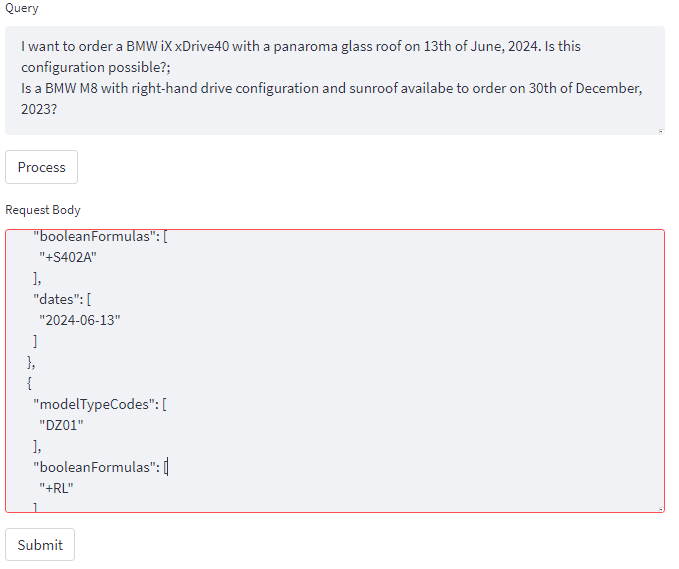 Query
I want to order a BMW iX xDrive40 with a panaroma glass roof on 13th of June, 2024. Is this
configuration possible?;
Is a BMW M8 with right-hand drive configuration and sunroof availabe to order on 30th of December,
2023?
Process
Request Body
"booleanFormulas": [
"+S402A"
],
"dates": [
"2024-06-13"
]
},
{
"modelTypeCodes": [
"DZ01"
],
"booleanFormulas": [
"+RL"
]
Submit